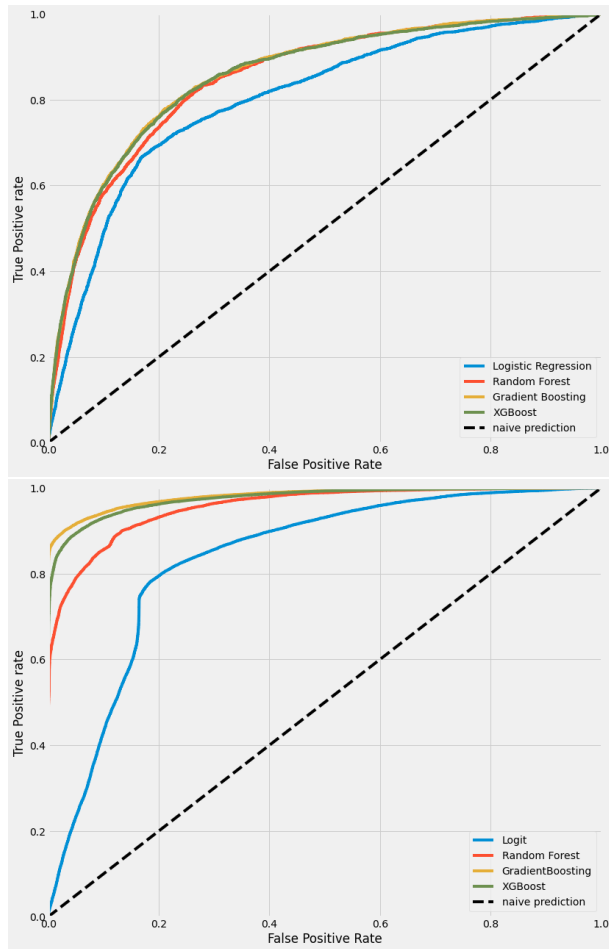 1.0
0.8
0.6
0.4
0.2
0.0
True Positive rate
Logistic Regression
Random Forest
Gradient Boosting
XGBoost
naive prediction
0.0 0.2 0.4 0.6 0.8 1.0
False Positive Rate
1.0
0.8
0.6
0.4
0.2
0.0
True Positive rate
Logit
Random Forest
GradientBoosting
XGBoost
naive prediction
0.0 0.2 0.4 0.6 0.8 1.0
False Positive Rate